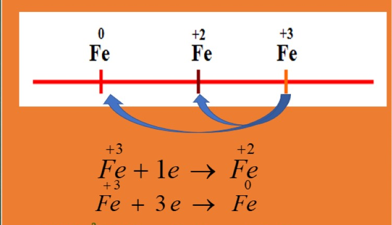 0 +2 +3
Fe Fe Fe
+3 +2
Fe + 1e → Fe
+3 0
Fe + 3e → Fe